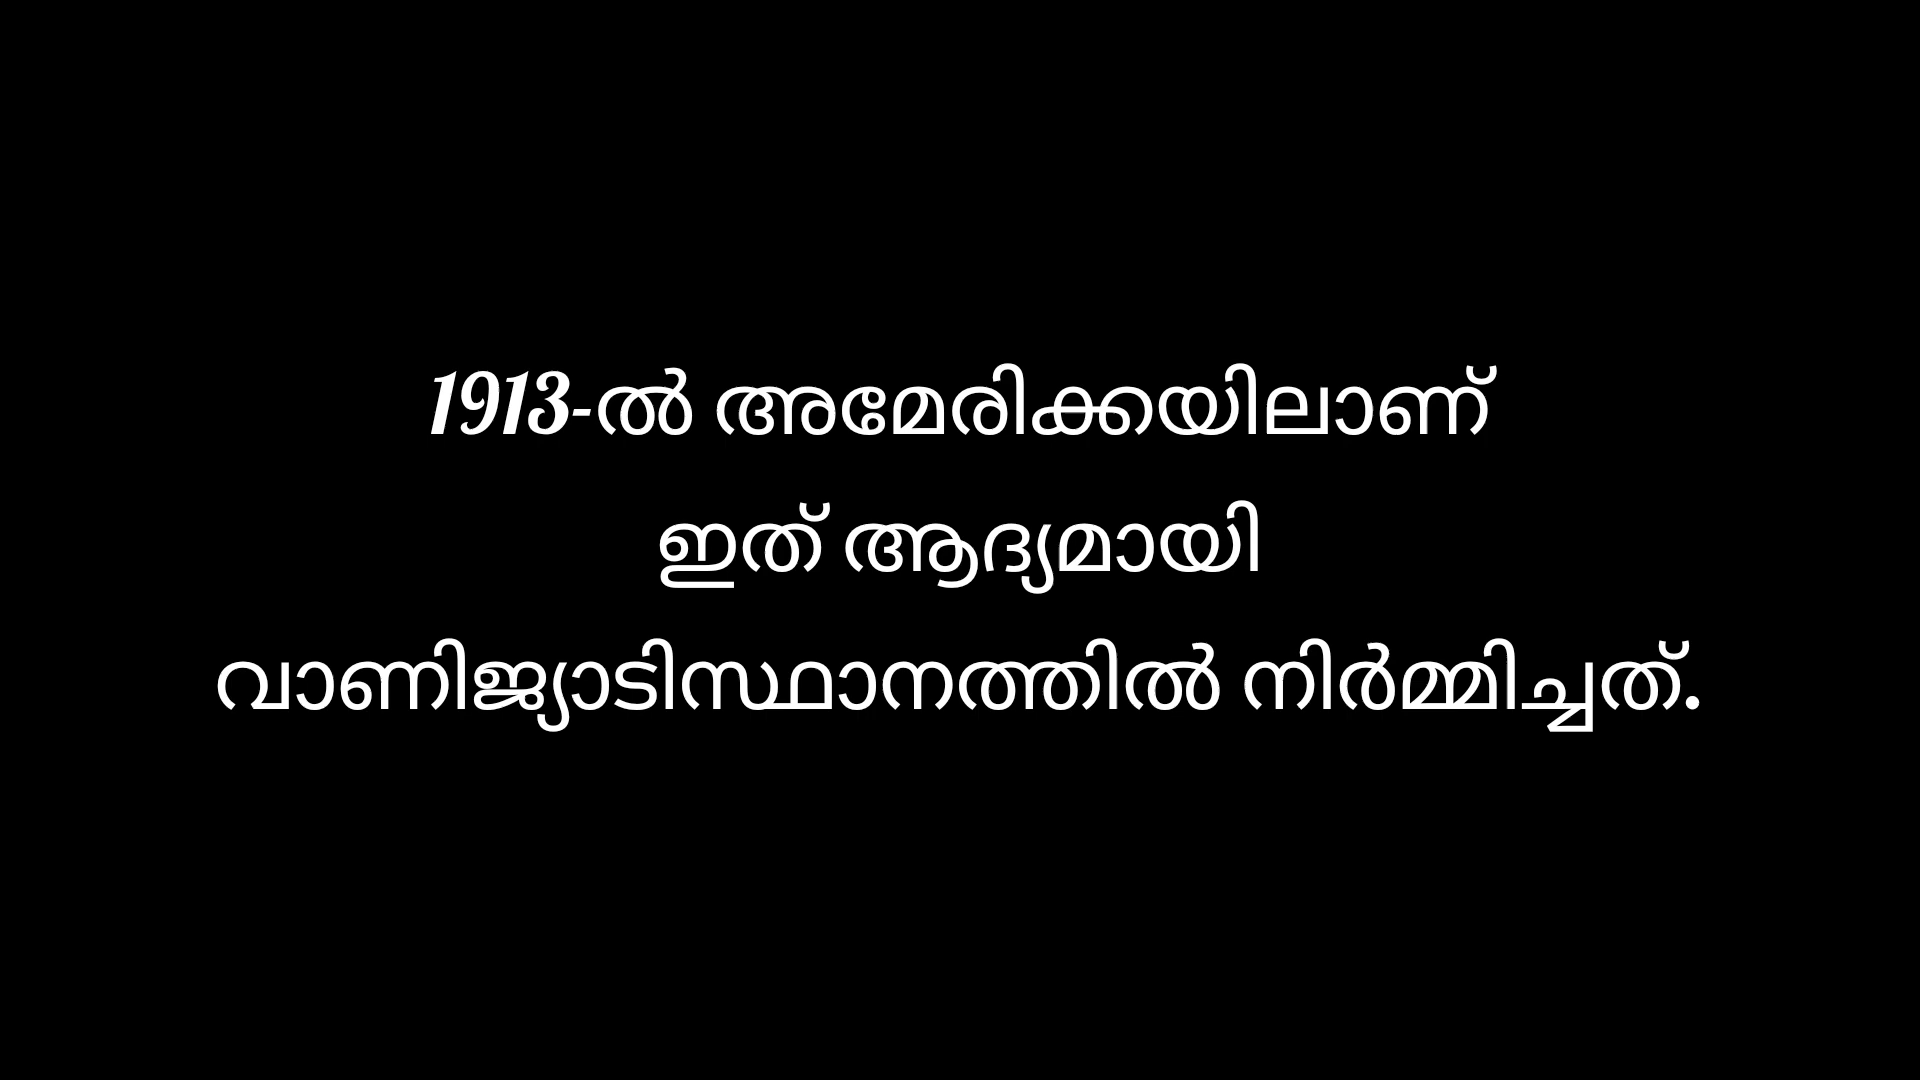 1913-ൽ അമേരിക്കയിലാണ്
ഇത് ആദ്യമായി
വാണിജ്യാടിസ്ഥാനത്തിൽ നിർമ്മിച്ചത്.